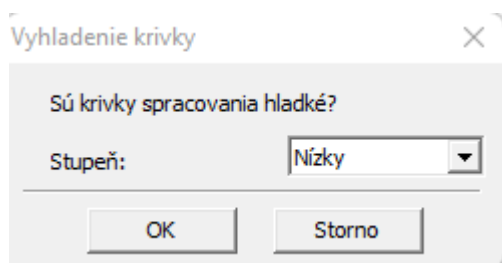 Vyhladenie krivky
Sú krivky spracovania hladké?
Stupeň: Nízky
OK Storno